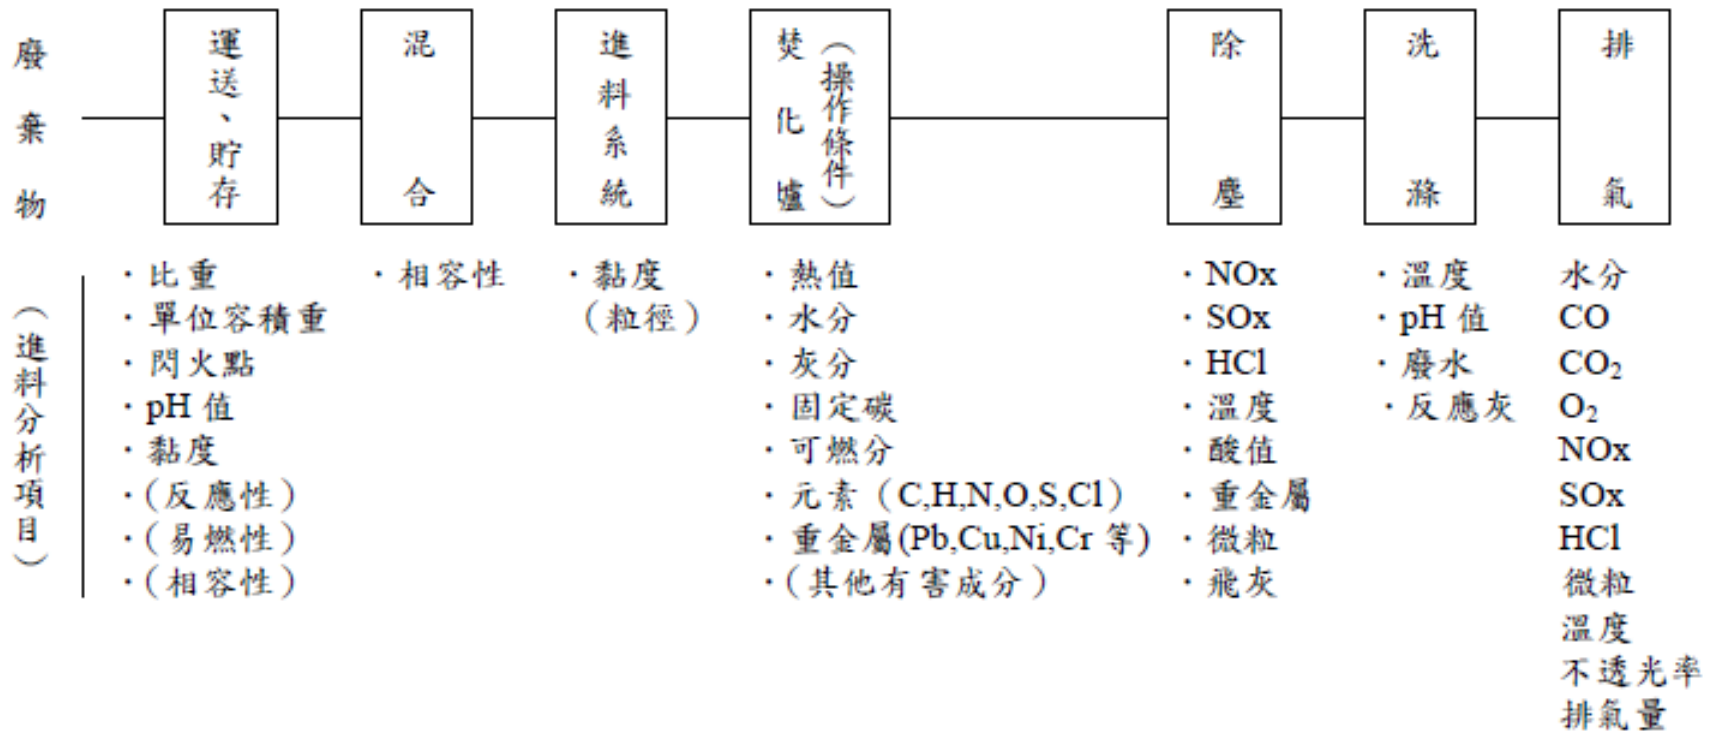 廢棄物
運送、貯存
混合
進料系統
焚化爐
（操作條件）
除塵
洗滌
排氣
（進料分析項目）
・比重
・單位容積重
・閃火點
・pH 值
・黏度
・（反應性）
・（易燃性）
・（相容性）
・相容性
・黏度
（粒徑）
・熱值
・水分
・灰分
・固定碳
・可燃分
・元素（C,H,N,O,S,Cl）
・重金屬(Pb,Cu,Ni,Cr 等)
・（其他有害成分）
・NOx
・SOx
・HCl
・溫度
・酸值
・重金屬
・微粒
・飛灰
・溫度
・pH 值
・廢水
・反應灰
水分
CO
CO₂
O₂
NOx
SOx
HCl
微粒
溫度
不透光率
排氣量